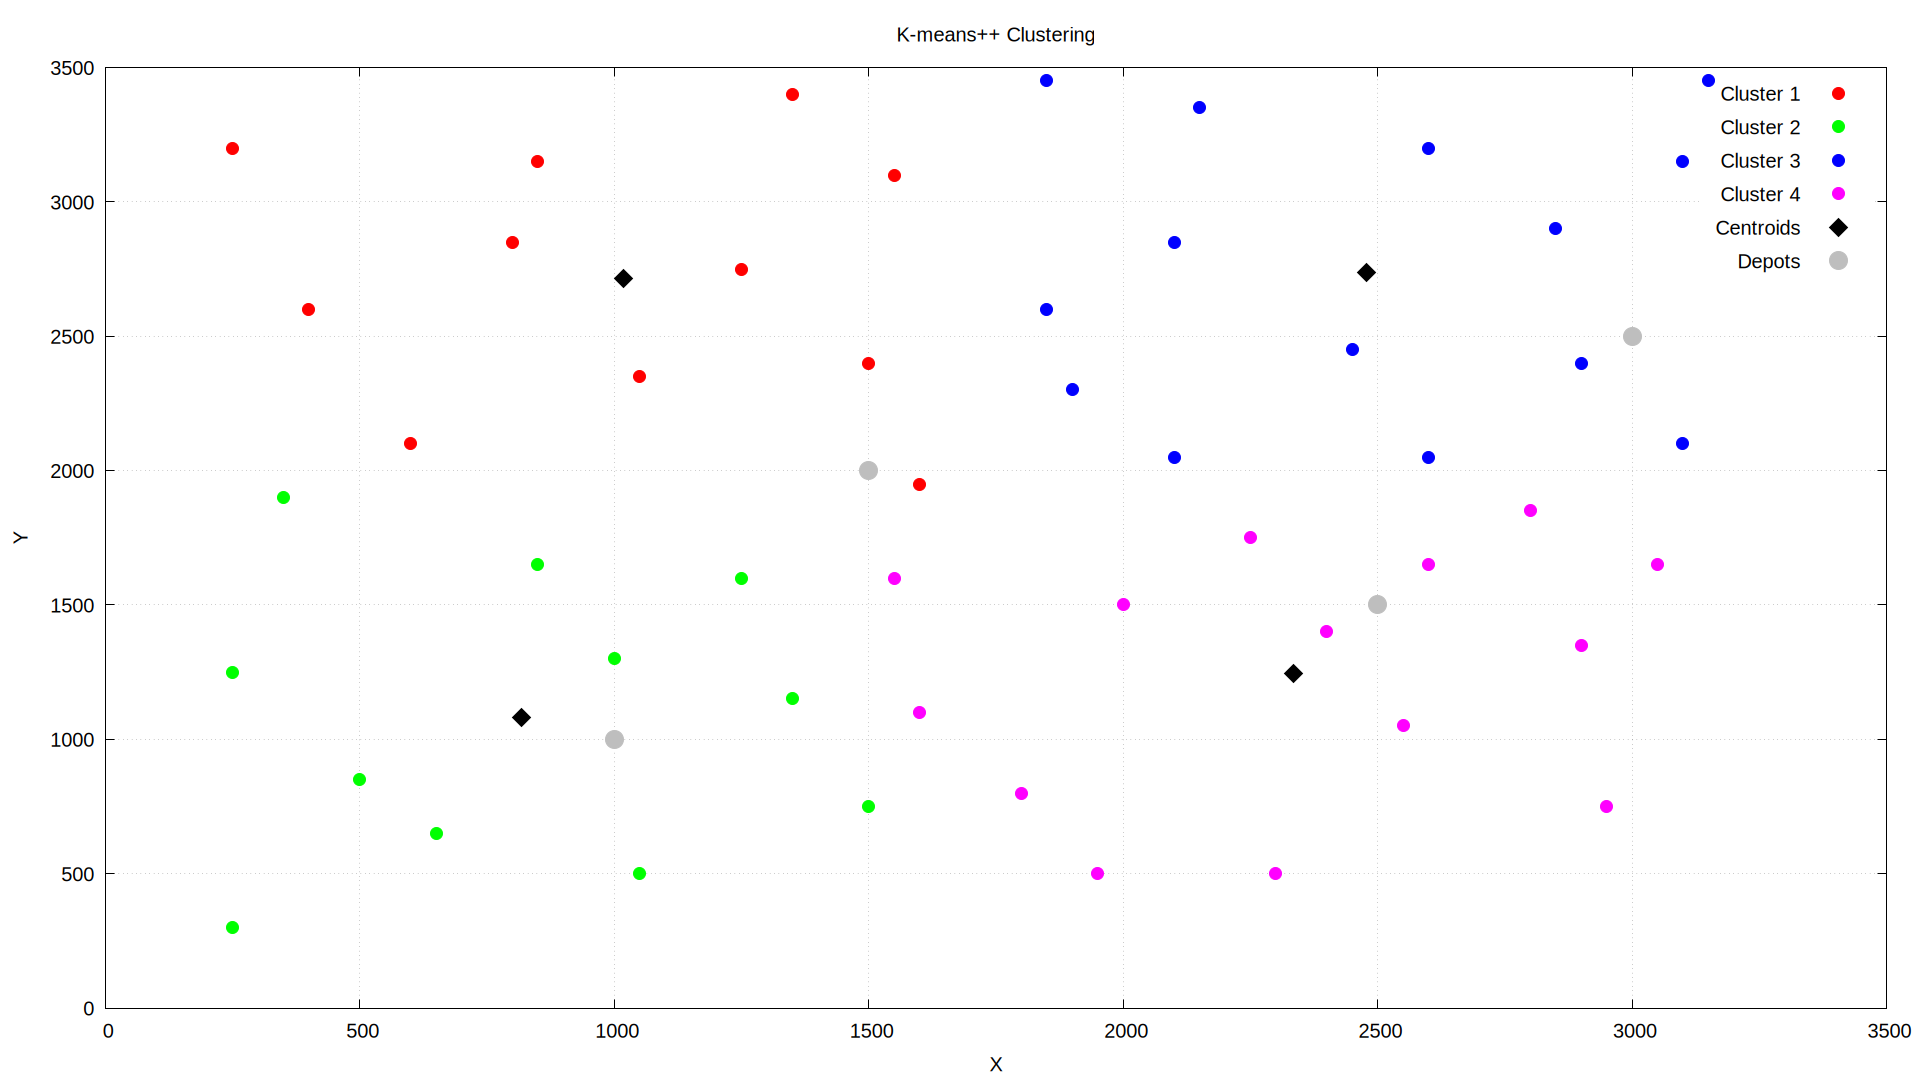 K-means++ Clustering
3500
3000
2500
2000
1500
1000
500
0
Y
Cluster 1
Cluster 2
Cluster 3
Cluster 4
Centroids
Depots
0 500 1000 1500 2000 2500 3000 3500
X